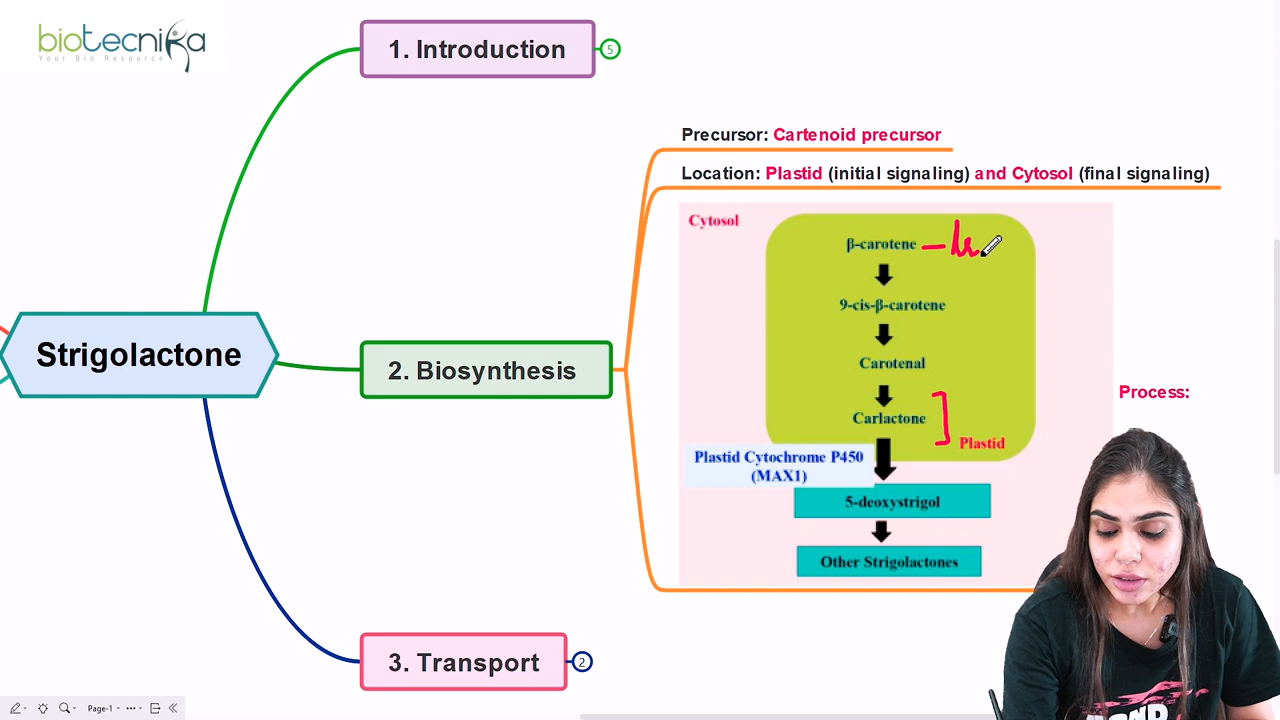 biotecnika
Your Bio Resource
1. Introduction
5
Precursor: Cartenoid precursor
Location: Plastid (initial signaling) and Cytosol (final signaling)
Cytosol
β-carotene
9-cis-β-carotene
Carotenal
Carlactone
Plastid
Plastid Cytochrome P450
(MAX1)
5-deoxystrigol
Other Strigolactones
Process:
Strigolactone
2. Biosynthesis
3. Transport
2
Page-1